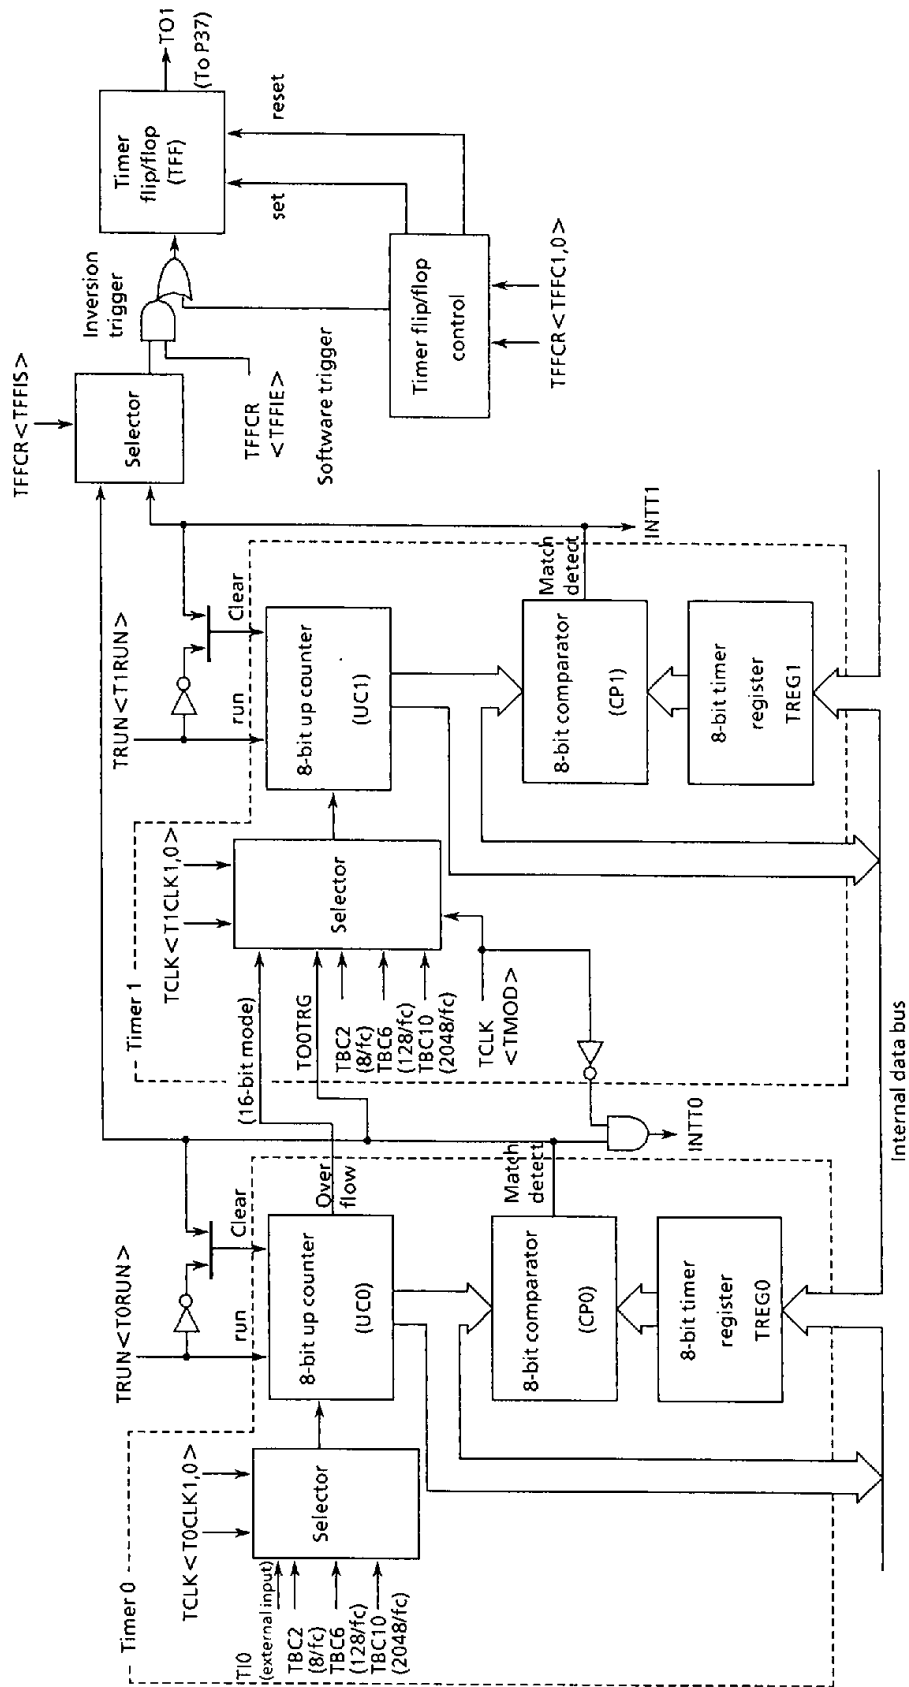 Timer 0
TCLK<T0CLK1,0>
TI0
(external input)
TBC2
(8/fc)
TBC6
(128/fc)
TBC10
(2048/fc)
Selector
TRUN<T0RUN>
run
Clear
8-bit up counter
(UC0)
Over
flow
8-bit comparator
(CP0)
Match
detect
8-bit timer
register
TREG0
INTT0
Timer 1
TCLK<T1CLK1,0>
(16-bit mode)
TO0TRG
TBC2
(8/fc)
TBC6
(128/fc)
TBC10
(2048/fc)
TCLK
<TMOD>
Selector
TRUN<T1RUN>
run
Clear
8-bit up counter
(UC1)
8-bit comparator
(CP1)
Match
detect
8-bit timer
register
TREG1
INTT1
Internal data bus
TFFCR<TFFIS>
Selector
TFFCR
<TFFIE>
Inversion
trigger
Software trigger
Timer flip/flop
control
TFFCR<TFFC1,0>
set
reset
Timer
flip/flop
(TFF)
TO1
(To P37)